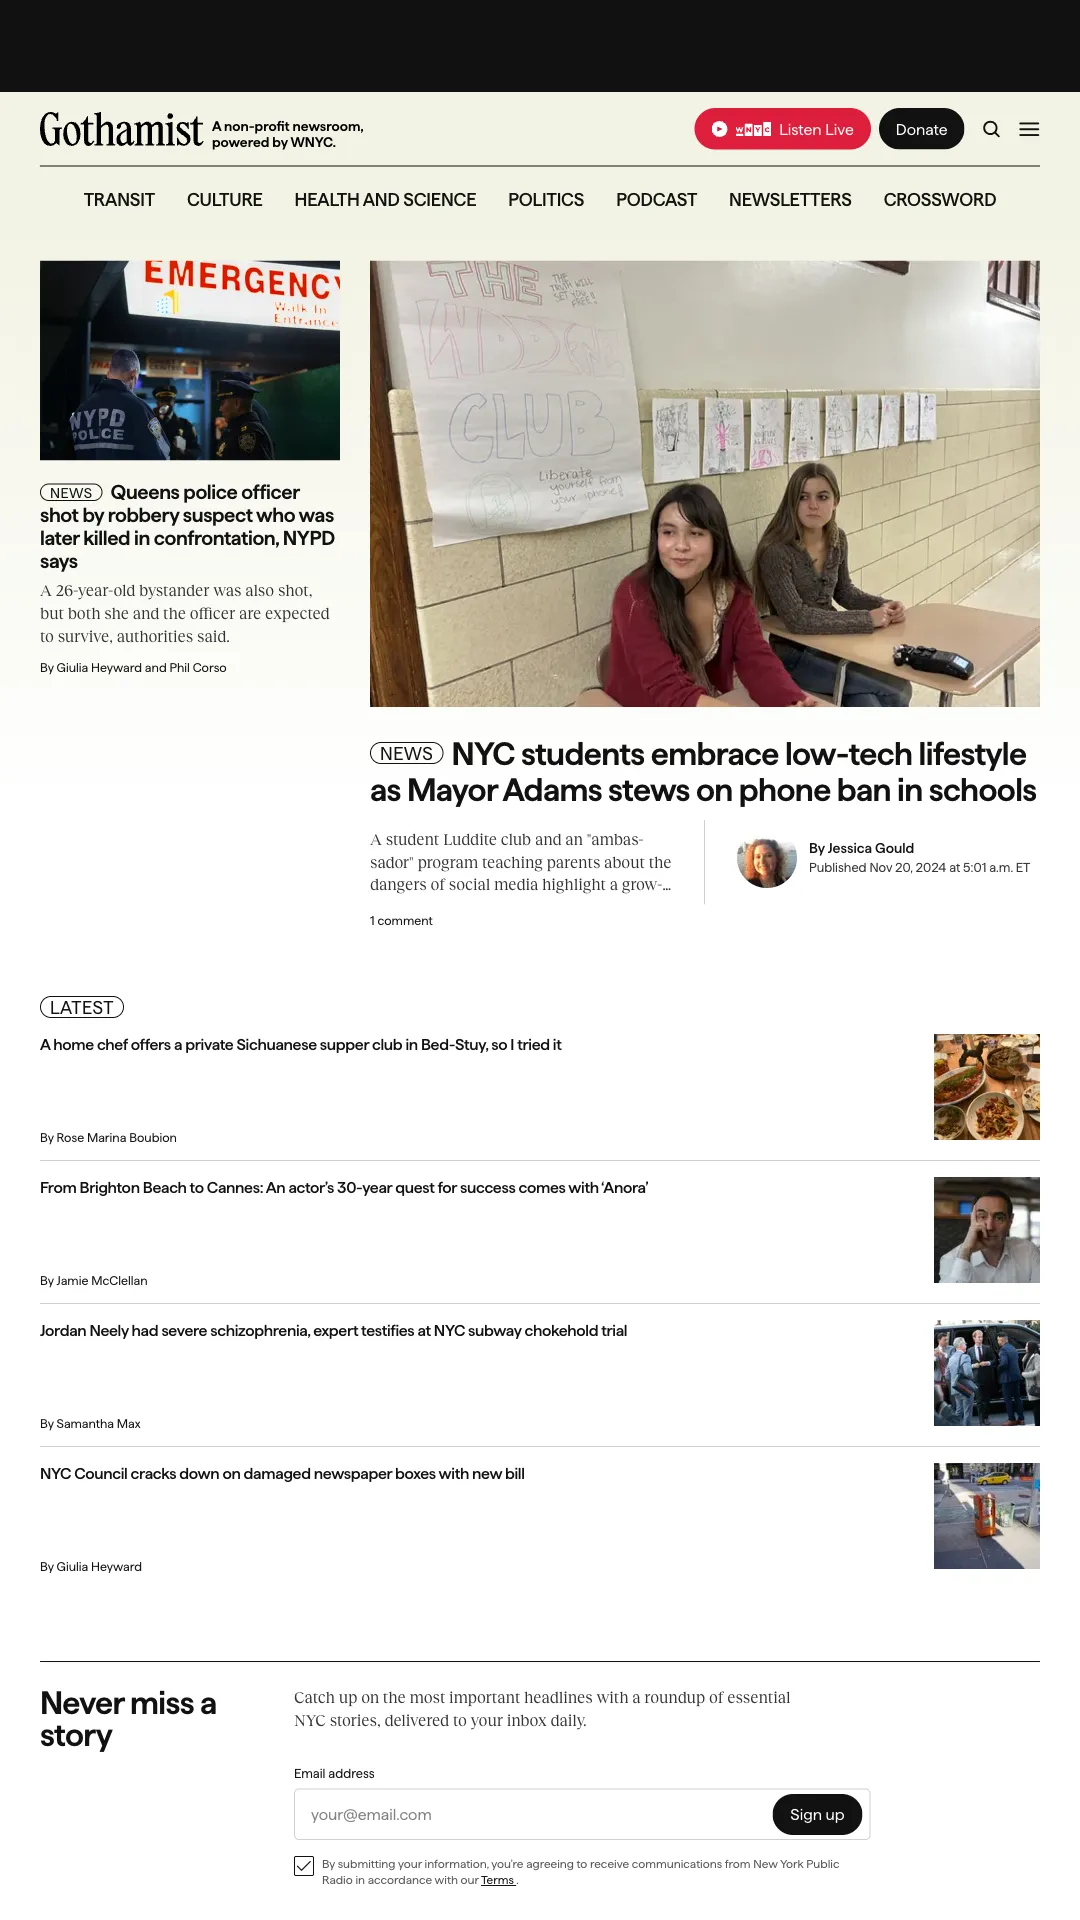 Gothamist
A non-profit newsroom,
powered by WNYC.
WNYC Listen Live
Donate
TRANSIT CULTURE HEALTH AND SCIENCE POLITICS PODCAST NEWSLETTERS CROSSWORD
EMERGENCY
Walk In
Entrance
NYPD
POLICE
NEWS Queens police officer
shot by robbery suspect who was
later killed in confrontation, NYPD
says
A 26-year-old bystander was also shot,
but both she and the officer are expected
to survive, authorities said.
By Giulia Heyward and Phil Corso
THE
THE
TRUTH WILL
SET YOU
FREE!
CLUB
Liberate
yourself from
your iphone!
NEWS NYC students embrace low-tech lifestyle
as Mayor Adams stews on phone ban in schools
A student Luddite club and an "ambas-
sador" program teaching parents about the
dangers of social media highlight a grow-...
By Jessica Gould
Published Nov 20, 2024 at 5:01 a.m. ET
1 comment
LATEST
A home chef offers a private Sichuanese supper club in Bed-Stuy, so I tried it
By Rose Marina Boubion
From Brighton Beach to Cannes: An actor’s 30-year quest for success comes with ‘Anora’
By Jamie McClellan
Jordan Neely had severe schizophrenia, expert testifies at NYC subway chokehold trial
By Samantha Max
NYC Council cracks down on damaged newspaper boxes with new bill
By Giulia Heyward
Never miss a
story
Catch up on the most important headlines with a roundup of essential
NYC stories, delivered to your inbox daily.
Email address
your@email.com
Sign up
By submitting your information, you're agreeing to receive communications from New York Public
Radio in accordance with our Terms .